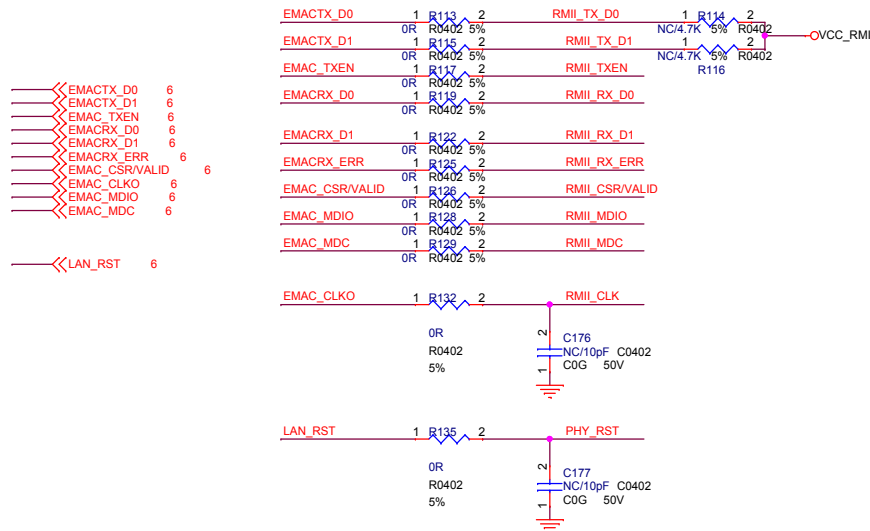 EMACTX_D0 1 R113 2 RMII_TX_D0 1 R114 2
0R R0402 5% NC/4.7K 5% R0402
VCC_RMI
EMACTX_D1 1 R115 2 RMII_TX_D1 1 2
0R R0402 5% NC/4.7K 5% R0402
R116
EMAC_TXEN 1 R117 2 RMII_TXEN
0R R0402 5%
EMACRX_D0 1 R119 2 RMII_RX_D0
0R R0402 5%
EMACRX_D1 1 R122 2 RMII_RX_D1
0R R0402 5%
EMACRX_ERR 1 R125 2 RMII_RX_ERR
0R R0402 5%
EMAC_CSR/VALID 1 R126 2 RMII_CSR/VALID
0R R0402 5%
EMAC_MDIO 1 R128 2 RMII_MDIO
0R R0402 5%
EMAC_MDC 1 R129 2 RMII_MDC
0R R0402 5%
EMACTX_D0 6
EMACTX_D1 6
EMAC_TXEN 6
EMACRX_D0 6
EMACRX_D1 6
EMACRX_ERR 6
EMAC_CSR/VALID 6
EMAC_CLKO 6
EMAC_MDIO 6
EMAC_MDC 6
LAN_RST 6
EMAC_CLKO 1 R132 2 RMII_CLK
0R
R0402
5%
2
C176
NC/10pF C0402
C0G 50V
1
LAN_RST 1 R135 2 PHY_RST
0R
R0402
5%
2
C177
NC/10pF C0402
C0G 50V
1